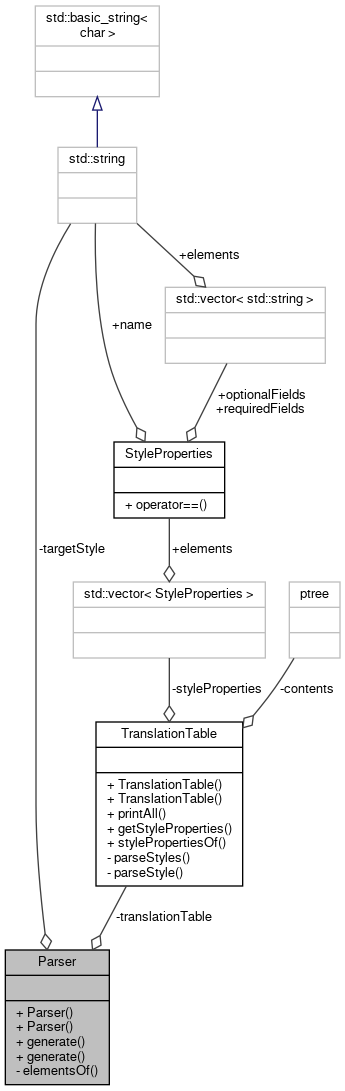 std::basic_string<
char >
std::string
+elements
std::vector< std::string >
+name
+optionalFields
+requiredFields
StyleProperties
+ operator==()
-targetStyle
+elements
std::vector< StyleProperties >
ptree
-styleProperties
-contents
TranslationTable
+ TranslationTable()
+ TranslationTable()
+ printAll()
+ getStyleProperties()
+ stylePropertiesOf()
- parseStyles()
- parseStyle()
-translationTable
Parser
+ Parser()
+ Parser()
+ generate()
+ generate()
- elementsOf()